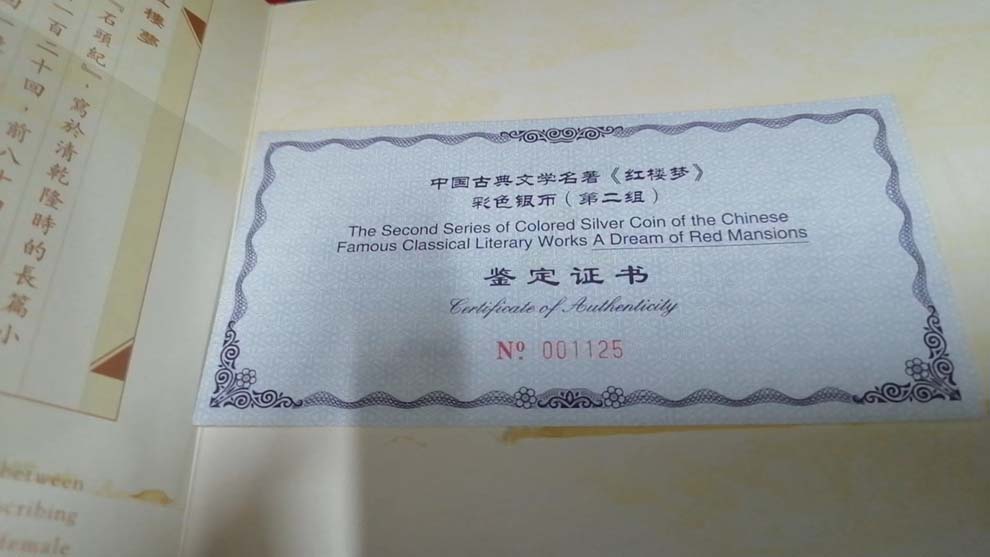 中国古典文学名著《红楼梦》
彩色银币（第二组）
The Second Series of Colored Silver Coin of the Chinese
Famous Classical Literary Works A Dream of Red Mansions
鉴定证书
Certificate of Authenticity
Nº 001125
樓夢
『石頭紀』，寫於清乾隆時的長篇小
一百二十回，前八十
between
scribing
female